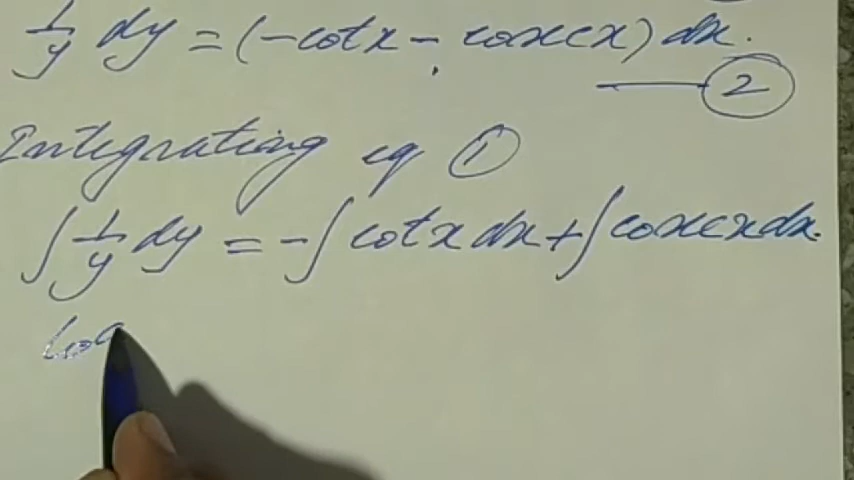 1/y dy = (-cotx - cosecx) dx.
—— ②
Integrating eq ①
∫ 1/y dy = -∫ cotx dx + ∫ cosecx dx.
log